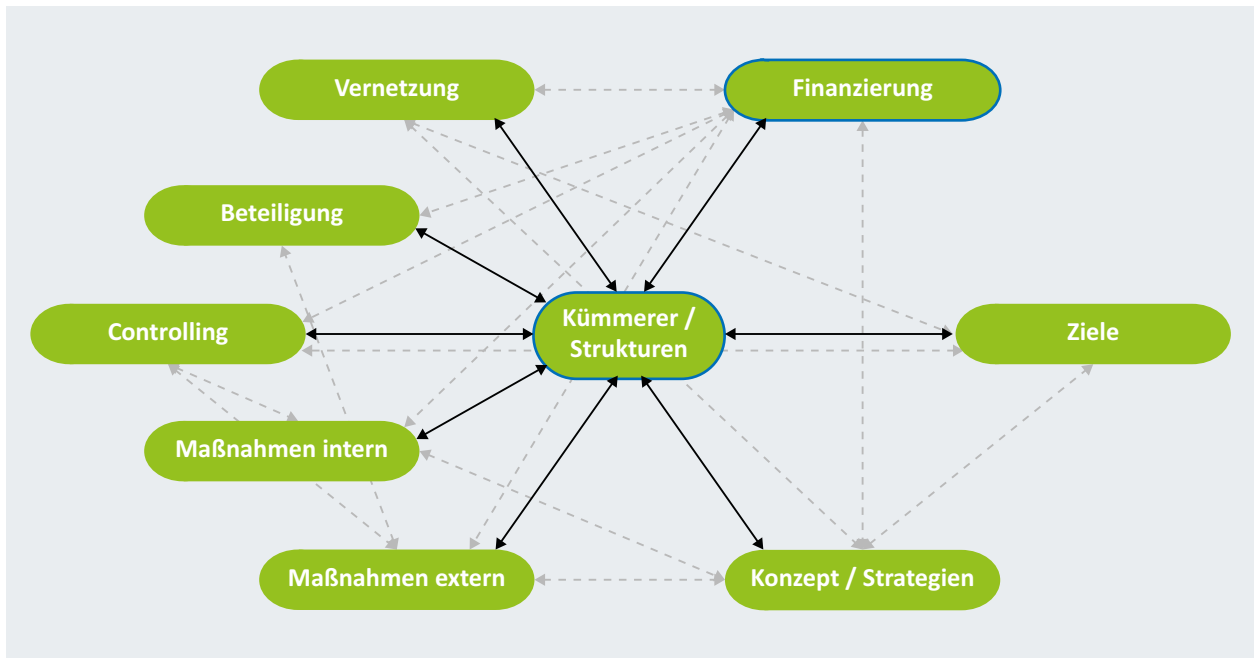 Vernetzung
Finanzierung
Beteiligung
Controlling
Kümmerer /
Strukturen
Ziele
Maßnahmen intern
Maßnahmen extern
Konzept / Strategien